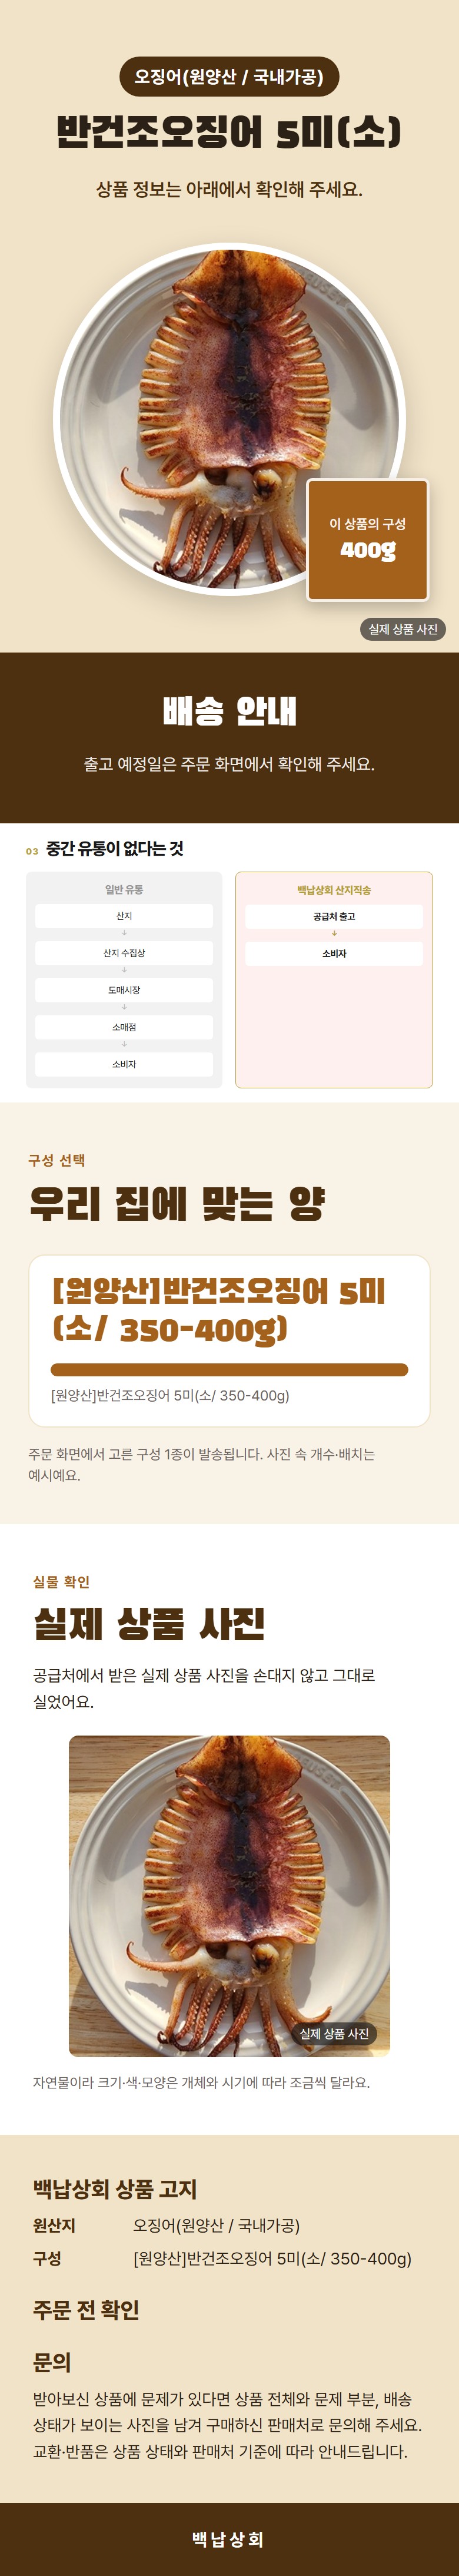 오징어(원양산 / 국내가공)
반건조오징어 5미(소)
상품 정보는 아래에서 확인해 주세요.
이 상품의 구성
400g
실제 상품 사진
배송 안내
출고 예정일은 주문 화면에서 확인해 주세요.
03 중간 유통이 없다는 것
일반 유통
산지
↓
산지 수집상
↓
도매시장
↓
소매점
↓
소비자
백납상회 산지직송
공급처 출고
↓
소비자
구성 선택
우리 집에 맞는 양
[원양산]반건조오징어 5미
(소/ 350-400g)
[원양산]반건조오징어 5미(소/ 350-400g)
주문 화면에서 고른 구성 1종이 발송됩니다. 사진 속 개수·배치는
예시예요.
실물 확인
실제 상품 사진
공급처에서 받은 실제 상품 사진을 손대지 않고 그대로
실었어요.
실제 상품 사진
자연물이라 크기·색·모양은 개체와 시기에 따라 조금씩 달라요.
백납상회 상품 고지
원산지 오징어(원양산 / 국내가공)
구성 [원양산]반건조오징어 5미(소/ 350-400g)
주문 전 확인
문의
받아보신 상품에 문제가 있다면 상품 전체와 문제 부분, 배송
상태가 보이는 사진을 남겨 구매하신 판매처로 문의해 주세요.
교환·반품은 상품 상태와 판매처 기준에 따라 안내드립니다.
백납상회